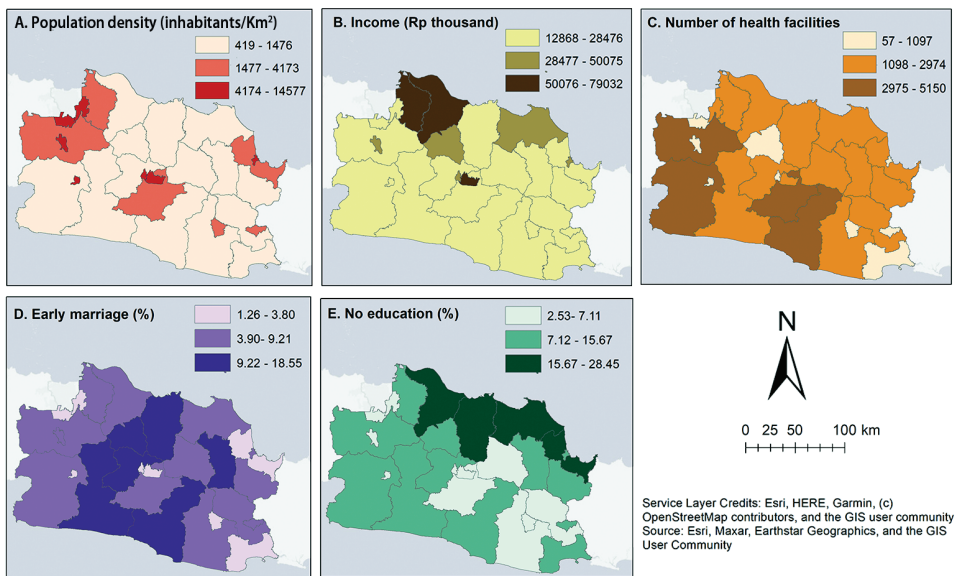 A. Population density (inhabitants/Km²)
419 - 1476
1477 - 4173
4174 - 14577
B. Income (Rp thousand)
12868 - 28476
28477 - 50075
50076 - 79032
C. Number of health facilities
57 - 1097
1098 - 2974
2975 - 5150
D. Early marriage (%)
1.26 - 3.80
3.90- 9.21
9.22 - 18.55
E. No education (%)
2.53- 7.11
7.12 - 15.67
15.67 - 28.45
N
0 25 50 100 km
Service Layer Credits: Esri, HERE, Garmin, (c)
OpenStreetMap contributors, and the GIS user community
Source: Esri, Maxar, Earthstar Geographics, and the GIS
User Community